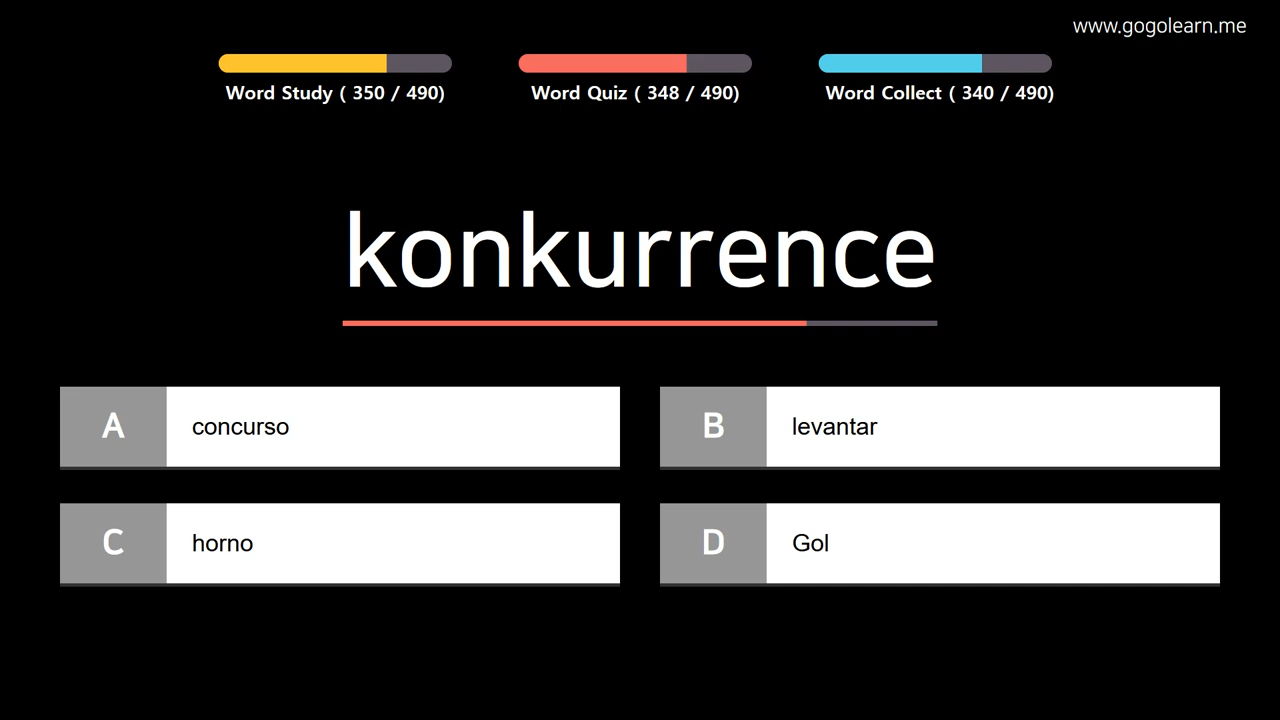 www.gogolearn.me
Word Study ( 350 / 490)
Word Quiz ( 348 / 490)
Word Collect ( 340 / 490)
konkurrence
A concurso
B levantar
C horno
D Gol